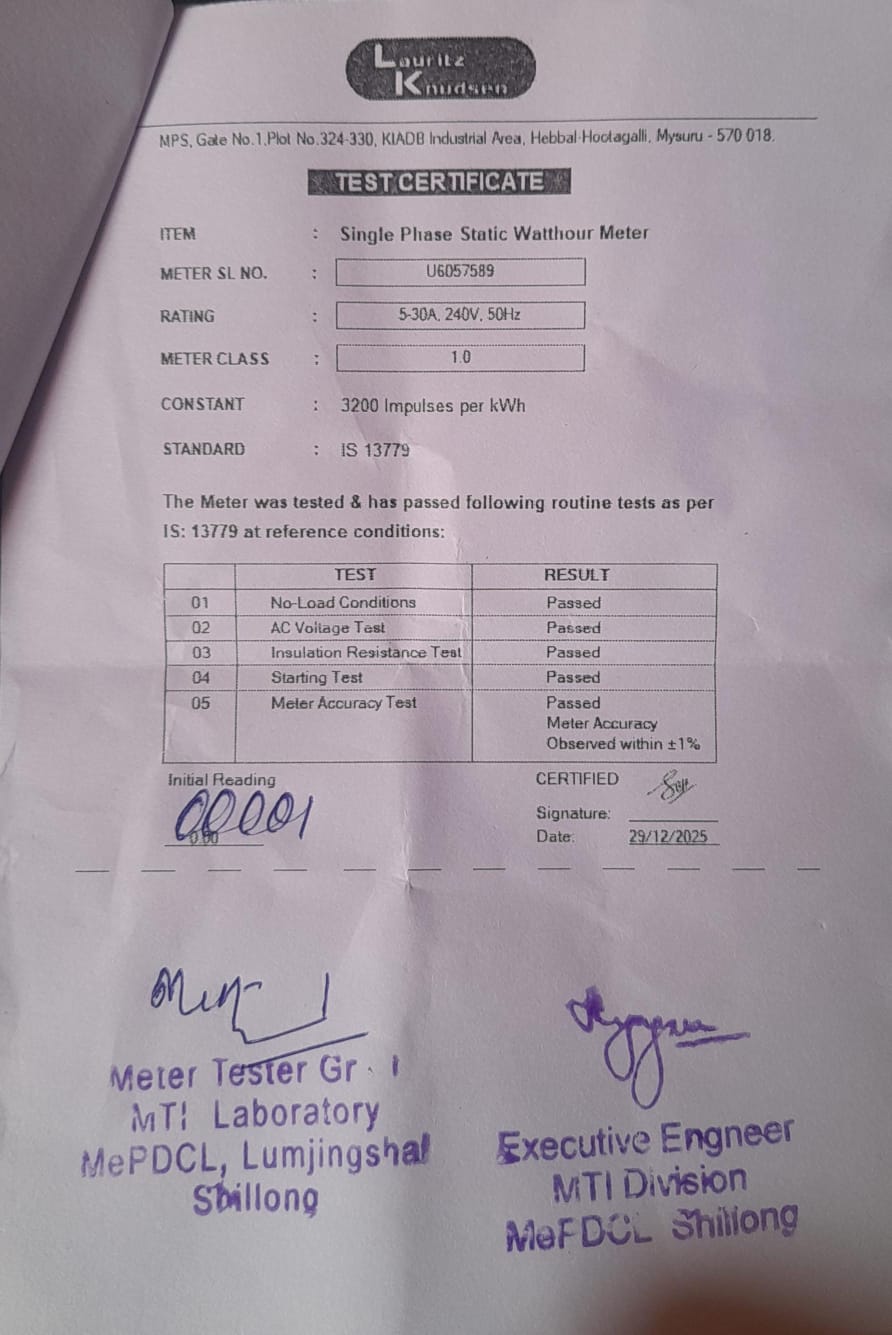 Lauritz
Knudsen
MPS, Gate No.1,Plot No.324-330, KIADB Industrial Area, Hebbal-Hootagalli, Mysuru - 570 018.
TEST CERTIFICATE
ITEM : Single Phase Static Watthour Meter
METER SL NO. : U6057589
RATING : 5-30A, 240V, 50Hz
METER CLASS : 1.0
CONSTANT : 3200 Impulses per kWh
STANDARD : IS 13779
The Meter was tested & has passed following routine tests as per
IS: 13779 at reference conditions:
TEST RESULT
01 No-Load Conditions Passed
02 AC Voltage Test Passed
03 Insulation Resistance Test Passed
04 Starting Test Passed
05 Meter Accuracy Test Passed
Meter Accuracy
Observed within ±1%
Initial Reading
00001
0.00
CERTIFIED
Signature:
Date: 29/12/2025
Meter Tester Gr - I
MTI Laboratory
MePDCL, Lumjingshai
Shillong
Executive Engneer
MTI Division
MePDCL Shillong